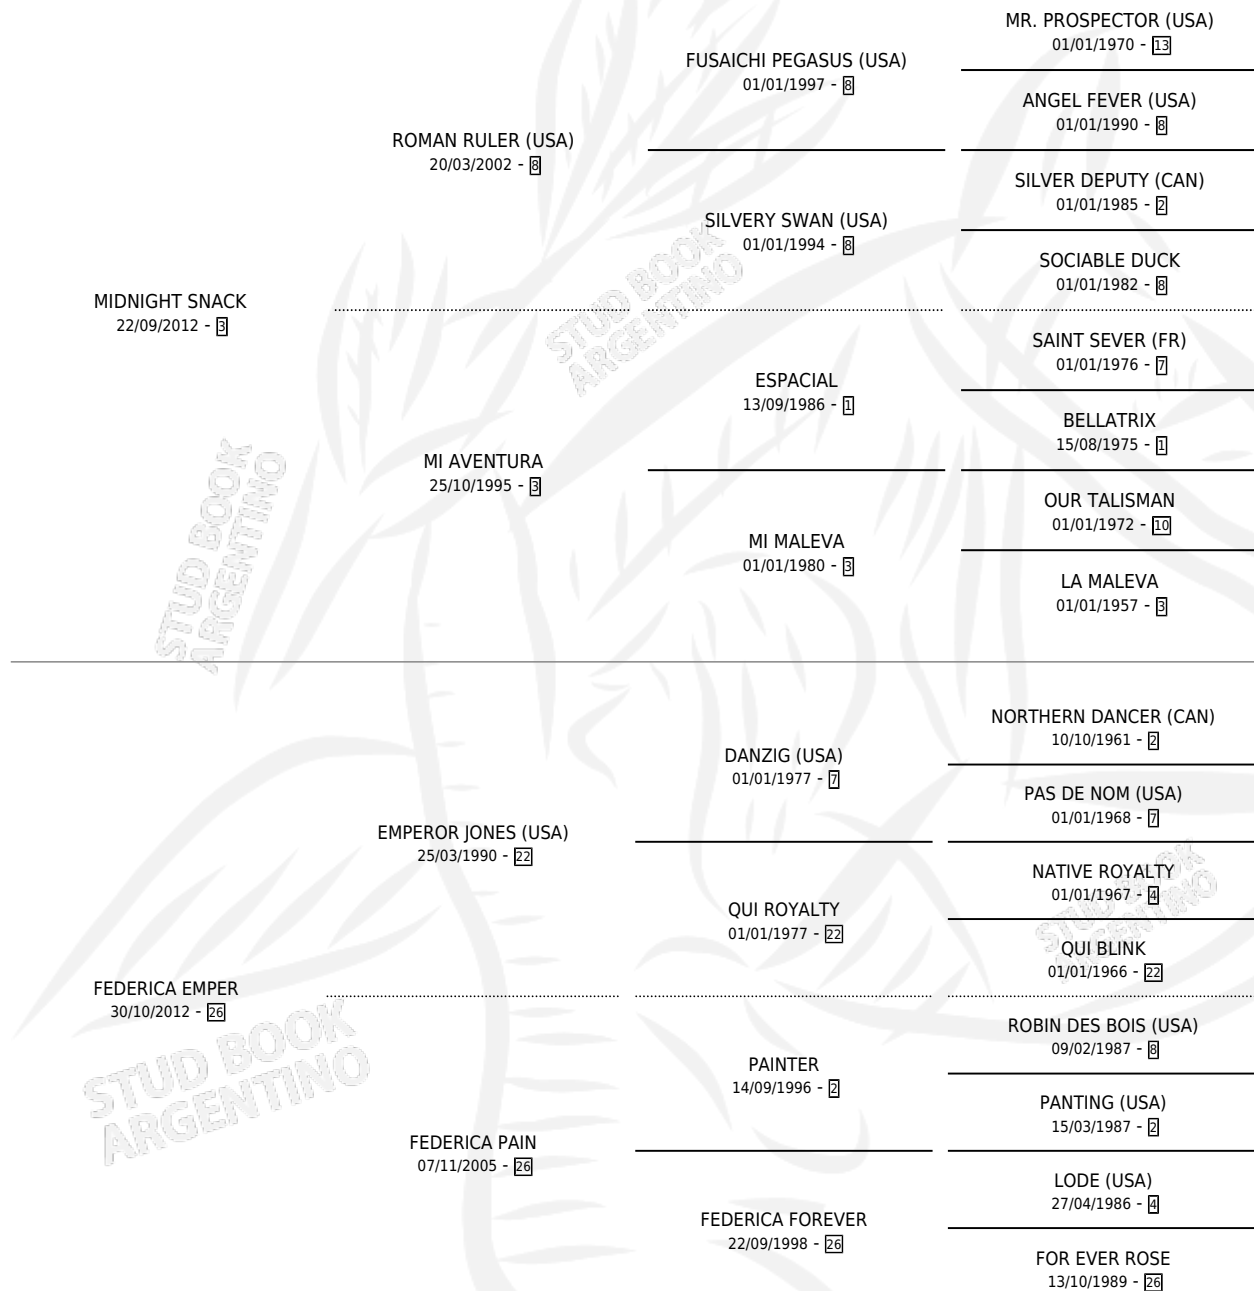 MR. PROSPECTOR (USA)
01/01/1970 - 13
FUSAICHI PEGASUS (USA)
01/01/1997 - 8
ANGEL FEVER (USA)
01/01/1990 - 8
ROMAN RULER (USA)
20/03/2002 - 8
SILVER DEPUTY (CAN)
01/01/1985 - 2
SILVERY SWAN (USA)
01/01/1994 - 8
SOCIABLE DUCK
01/01/1982 - 8
MIDNIGHT SNACK
22/09/2012 - 3
SAINT SEVER (FR)
01/01/1976 - 7
ESPACIAL
13/09/1986 - 1
BELLATRIX
15/08/1975 - 1
MI AVENTURA
25/10/1995 - 3
OUR TALISMAN
01/01/1972 - 10
MI MALEVA
01/01/1980 - 3
LA MALEVA
01/01/1957 - 3
NORTHERN DANCER (CAN)
10/10/1961 - 2
DANZIG (USA)
01/01/1977 - 7
PAS DE NOM (USA)
01/01/1968 - 7
EMPEROR JONES (USA)
25/03/1990 - 22
NATIVE ROYALTY
01/01/1967 - 4
QUI ROYALTY
01/01/1977 - 22
QUI BLINK
01/01/1966 - 22
FEDERICA EMPER
30/10/2012 - 26
ROBIN DES BOIS (USA)
09/02/1987 - 8
PAINTER
14/09/1996 - 2
PANTING (USA)
15/03/1987 - 2
FEDERICA PAIN
07/11/2005 - 26
LODE (USA)
27/04/1986 - 4
FEDERICA FOREVER
22/09/1998 - 26
FOR EVER ROSE
13/10/1989 - 26
STUD BOOK
ARGENTINO
STUD BOOK
ARGENTINO
STUD BOOK
ARGENTINO
STUD BOOK
ARGENTINO